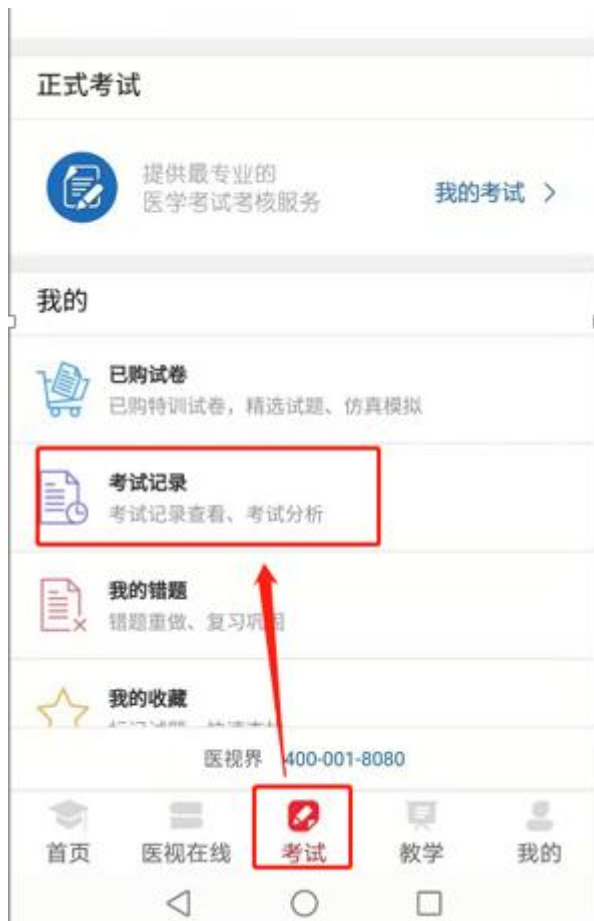 正式考试
提供最专业的
医学考试考核服务
我的考试
我的
已购试卷
已购特训试卷，精选试题、仿真模拟
考试记录
考试记录查看、考试分析
我的错题
错题重做、复习巩固
我的收藏
医视界 400-001-8080
首页 医视在线 考试 教学 我的